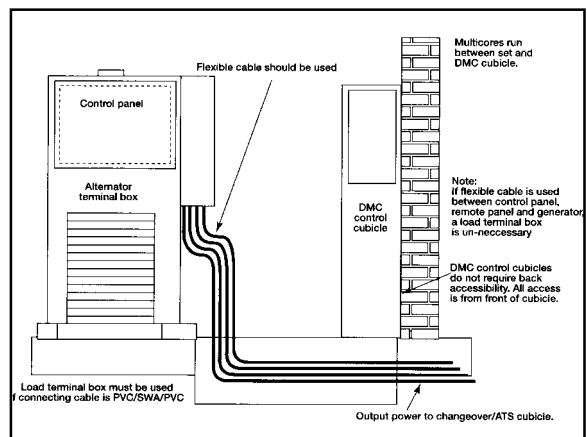 Flexible cable should be used
Multicores run
between set and
DMC cubicle.
Control panel
Alternator
terminal box
DMC
control
cubicle
Note:
If flexible cable is used
between control panel,
remote panel and generator,
a load terminal box
is un-neccessary
DMC control cubicles
do not require back
accessibility. All access
is from front of cubicle.
Load terminal box must be used
f connecting cable is PVC/SWA/PVC
Output power to changeover/ATS cubicle.